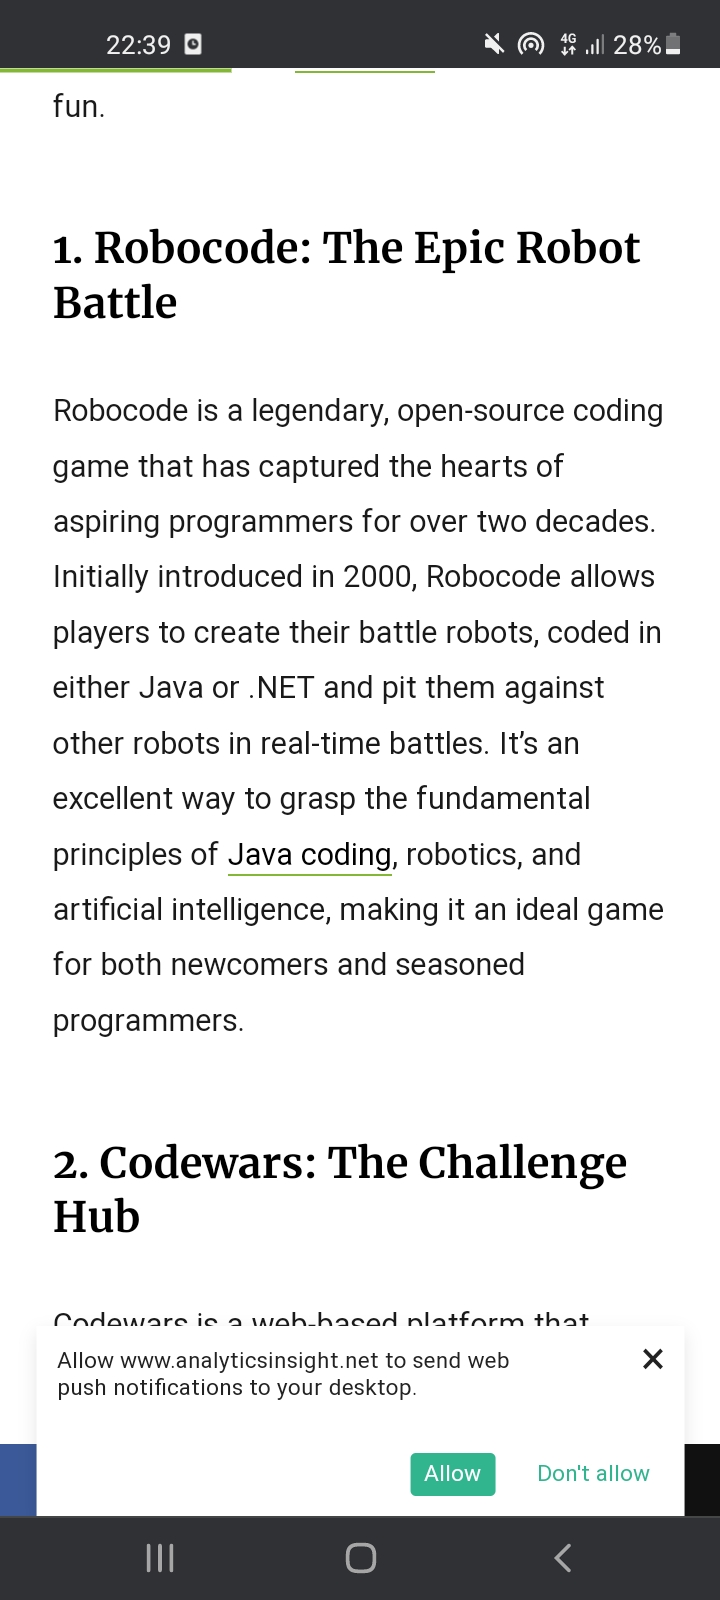 22:39
4G
28%
fun.
1. Robocode: The Epic Robot
Battle
Robocode is a legendary, open-source coding
game that has captured the hearts of
aspiring programmers for over two decades.
Initially introduced in 2000, Robocode allows
players to create their battle robots, coded in
either Java or .NET and pit them against
other robots in real-time battles. It’s an
excellent way to grasp the fundamental
principles of Java coding, robotics, and
artificial intelligence, making it an ideal game
for both newcomers and seasoned
programmers.
2. Codewars: The Challenge
Hub
Codewars is a web-based platform that
Allow www.analyticsinsight.net to send web
push notifications to your desktop.
Allow
Don't allow